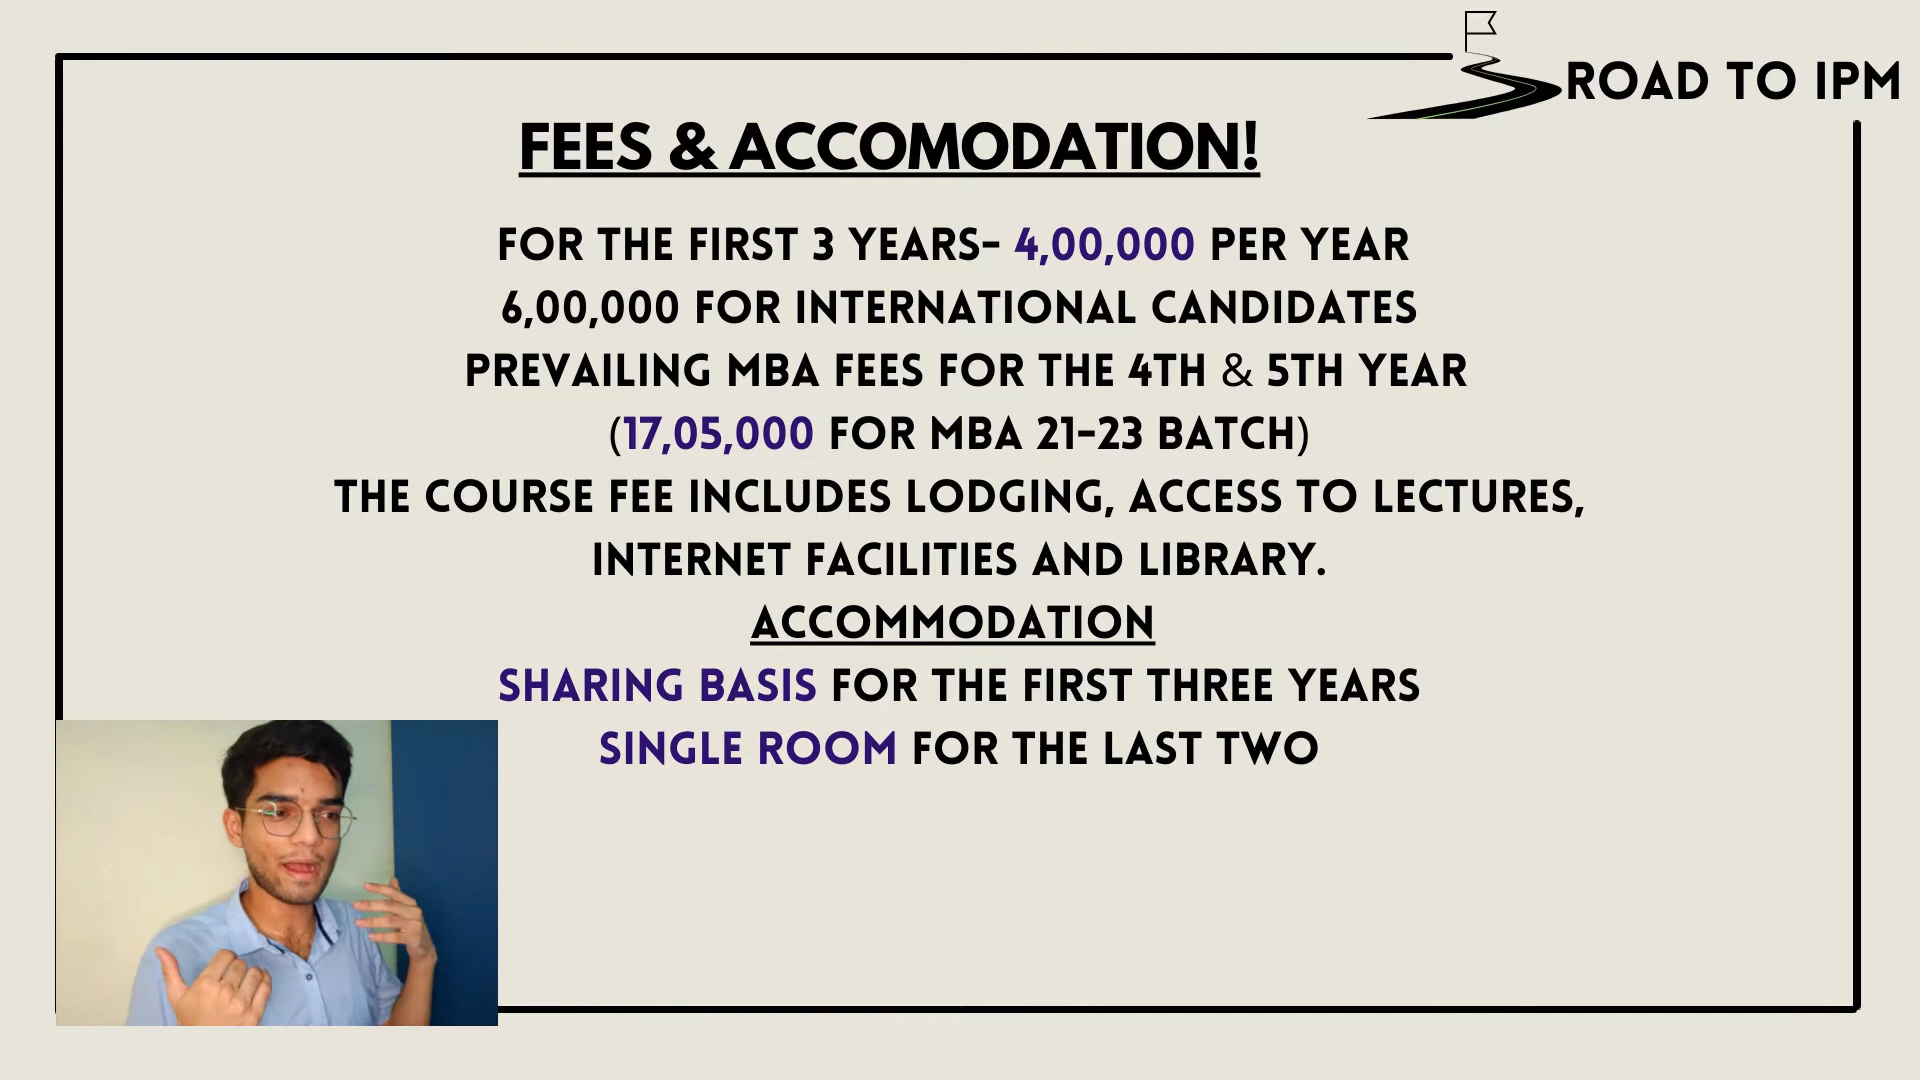 ROAD TO IPM
FEES & ACCOMODATION!
FOR THE FIRST 3 YEARS- 4,00,000 PER YEAR
6,00,000 FOR INTERNATIONAL CANDIDATES
PREVAILING MBA FEES FOR THE 4TH & 5TH YEAR
(17,05,000 FOR MBA 21-23 BATCH)
THE COURSE FEE INCLUDES LODGING, ACCESS TO LECTURES,
INTERNET FACILITIES AND LIBRARY.
ACCOMMODATION
SHARING BASIS FOR THE FIRST THREE YEARS
SINGLE ROOM FOR THE LAST TWO